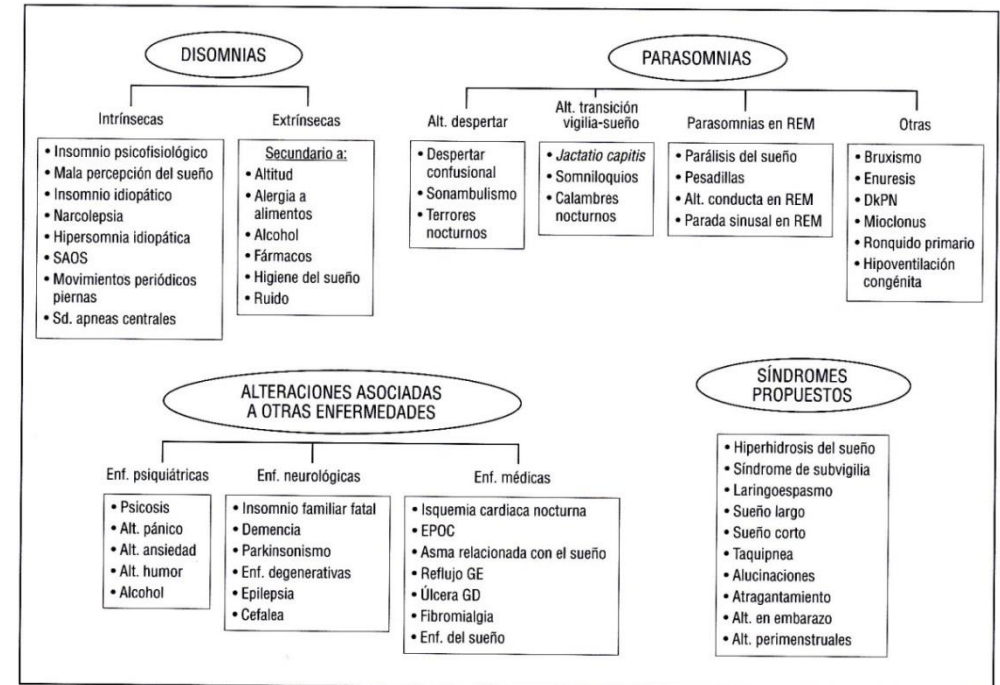 DISOMNIAS
Intrínsecas
• Insomnio psicofisiológico
• Mala percepción del sueño
• Insomnio idiopático
• Narcolepsia
• Hipersomnia idiopática
• SAOS
• Movimientos periódicos
piernas
• Sd. apneas centrales
Extrínsecas
Secundario a:
• Altitud
• Alergia a
alimentos
• Alcohol
• Fármacos
• Higiene del sueño
• Ruido
PARASOMNIAS
Alt. despertar
• Despertar
confusional
• Sonambulismo
• Terrores
nocturnos
Alt. transición
vigilia-sueño
• Jactatio capitis
• Somniloquios
• Calambres
nocturnos
Parasomnias en REM
• Parálisis del sueño
• Pesadillas
• Alt. conducta en REM
• Parada sinusal en REM
Otras
• Bruxismo
• Enuresis
• DkPN
• Mioclonus
• Ronquido primario
• Hipoventilación
congénita
ALTERACIONES ASOCIADAS
A OTRAS ENFERMEDADES
Enf. psiquiátricas
• Psicosis
• Alt. pánico
• Alt. ansiedad
• Alt. humor
• Alcohol
Enf. neurológicas
• Insomnio familiar fatal
• Demencia
• Parkinsonismo
• Enf. degenerativas
• Epilepsia
• Cefalea
Enf. médicas
• Isquemia cardiaca nocturna
• EPOC
• Asma relacionada con el sueño
• Reflujo GE
• Úlcera GD
• Fibromialgia
• Enf. del sueño
SÍNDROMES
PROPUESTOS
• Hiperhidrosis del sueño
• Síndrome de subvigilia
• Laringoespasmo
• Sueño largo
• Sueño corto
• Taquipnea
• Alucinaciones
• Atragantamiento
• Alt. en embarazo
• Alt. perimenstruales